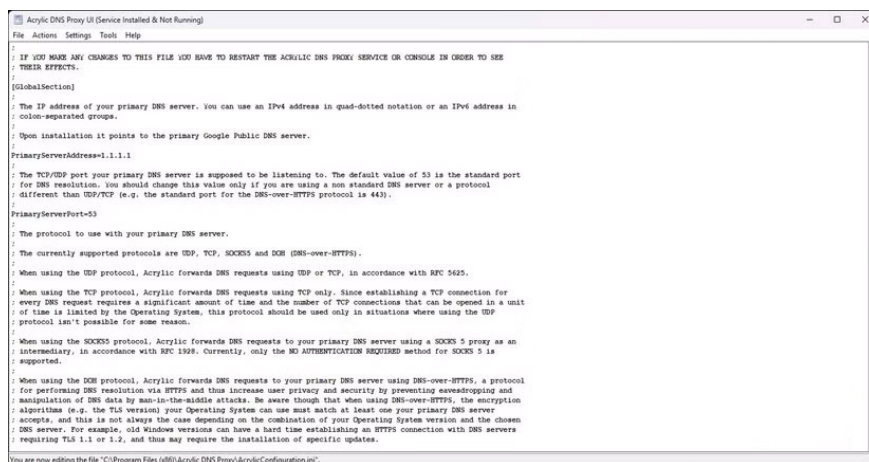 Acrylic DNS Proxy UI (Service Installed & Not Running)
File Actions Settings Tools Help
;
; IF YOU MAKE ANY CHANGES TO THIS FILE YOU HAVE TO RESTART THE ACRYLIC DNS PROXY SERVICE OR CONSOLE IN ORDER TO SEE
; THEIR EFFECTS.
;
[GlobalSection]
;
; The IP address of your primary DNS server. You can use an IPv4 address in quad-dotted notation or an IPv6 address in
; colon-separated groups.
;
; Upon installation it points to the primary Google Public DNS server.
;
PrimaryServerAddress=1.1.1.1
;
; The TCP/UDP port your primary DNS server is supposed to be listening to. The default value of 53 is the standard port
; for DNS resolution. You should change this value only if you are using a non standard DNS server or a protocol
; different than UDP/TCP (e.g. the standard port for the DNS-over-HTTPS protocol is 443).
;
PrimaryServerPort=53
;
; The protocol to use with your primary DNS server.
;
; The currently supported protocols are UDP, TCP, SOCKS5 and DOH (DNS-over-HTTPS).
;
; When using the UDP protocol, Acrylic forwards DNS requests using UDP or TCP, in accordance with RFC 5625.
;
; When using the TCP protocol, Acrylic forwards DNS requests using TCP only. Since establishing a TCP connection for
; every DNS request requires a significant amount of time and the number of TCP connections that can be opened in a unit
; of time is limited by the Operating System, this protocol should be used only in situations where using the UDP
; protocol isn't possible for some reason.
;
; When using the SOCKS5 protocol, Acrylic forwards DNS requests to your primary DNS server using a SOCKS 5 proxy as an
; intermediary, in accordance with RFC 1928. Currently, only the NO AUTHENTICATION REQUIRED method for SOCKS 5 is
; supported.
;
; When using the DOH protocol, Acrylic forwards DNS requests to your primary DNS server using DNS-over-HTTPS, a protocol
; for performing DNS resolution via HTTPS and thus increase user privacy and security by preventing eavesdropping and
; manipulation of DNS data by man-in-the-middle attacks. Be aware though that when using DNS-over-HTTPS, the encryption
; algorithms (e.g. the TLS version) your Operating System can use must match at least one your primary DNS server
; accepts, and this is not always the case depending on the combination of your Operating System version and the chosen
; DNS server. For example, old Windows versions can have a hard time establishing an HTTPS connection with DNS servers
; requiring TLS 1.1 or 1.2, and thus may require the installation of specific updates.
You are now editing the file "C:\Program Files (x86)\Acrylic DNS Proxy\AcrylicConfiguration.ini".